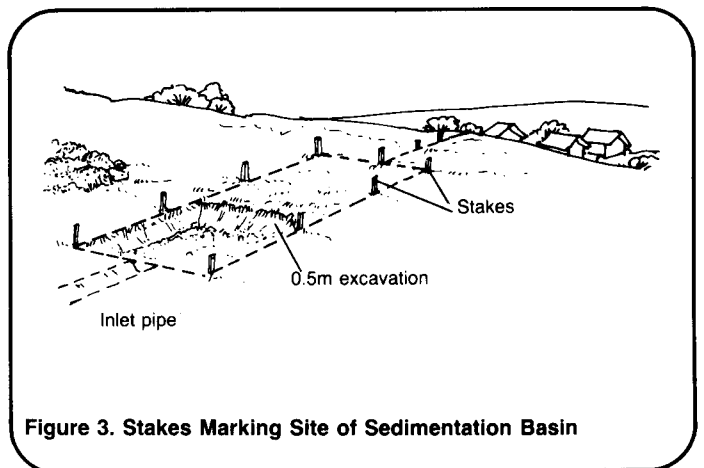 Stakes
0.5m excavation
Inlet pipe
Figure 3. Stakes Marking Site of Sedimentation Basin